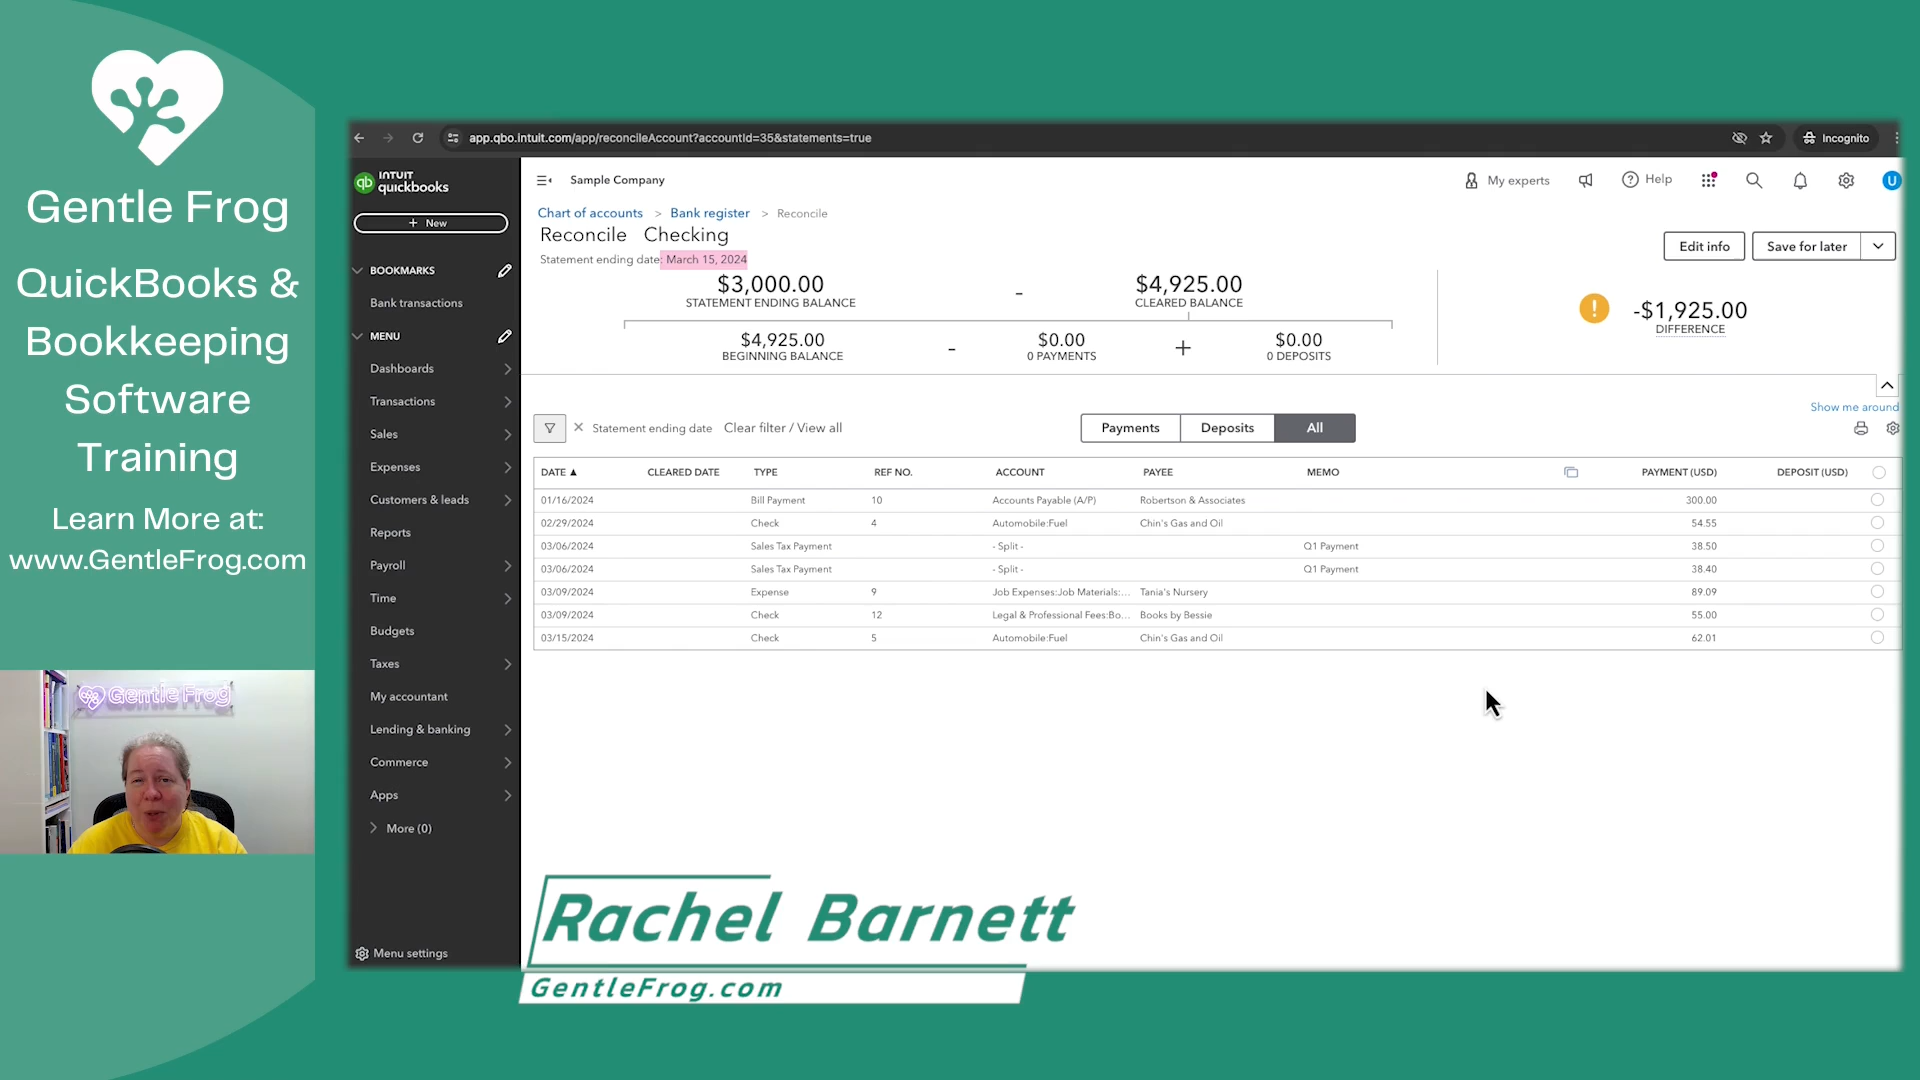 Gentle Frog
QuickBooks &
Bookkeeping
Software
Training
Learn More at:
www.GentleFrog.com
Gentle Frog
app.qbo.intuit.com/app/reconcileAccount?accountId=35&statements=true
Incognito
INTUIT
quickbooks
+ New
BOOKMARKS
Bank transactions
MENU
Dashboards
Transactions
Sales
Expenses
Customers & leads
Reports
Payroll
Time
Budgets
Taxes
My accountant
Lending & banking
Commerce
Apps
More (0)
Menu settings
Sample Company
My experts
Help
U
Chart of accounts > Bank register > Reconcile
Reconcile Checking
Statement ending date: March 15, 2024
Edit info
Save for later
$3,000.00
STATEMENT ENDING BALANCE
-
$4,925.00
CLEARED BALANCE
$4,925.00
BEGINNING BALANCE
-
$0.00
0 PAYMENTS
+
$0.00
0 DEPOSITS
! -$1,925.00
DIFFERENCE
Show me around
Statement ending date Clear filter / View all
Payments Deposits All
DATE CLEARED DATE TYPE REF NO. ACCOUNT PAYEE MEMO PAYMENT (USD) DEPOSIT (USD)
01/16/2024 Bill Payment 10 Accounts Payable (A/P) Robertson & Associates 300.00
02/29/2024 Check 4 Automobile:Fuel Chin's Gas and Oil 54.55
03/06/2024 Sales Tax Payment - Split - Q1 Payment 38.50
03/06/2024 Sales Tax Payment - Split - Q1 Payment 38.40
03/09/2024 Expense 9 Job Expenses:Job Materials:... Tania's Nursery 89.09
03/09/2024 Check 12 Legal & Professional Fees:Bo... Books by Bessie 55.00
03/15/2024 Check 5 Automobile:Fuel Chin's Gas and Oil 62.01
Rachel Barnett
GentleFrog.com